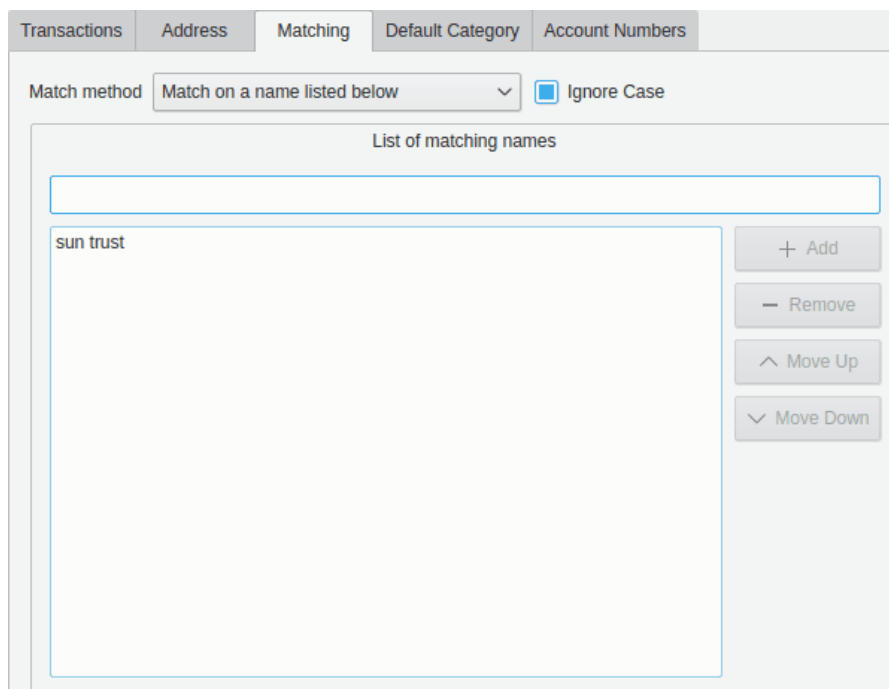 Transactions Address Matching Default Category Account Numbers
Match method Match on a name listed below Ignore Case
List of matching names
sun trust
Add
Remove
Move Up
Move Down